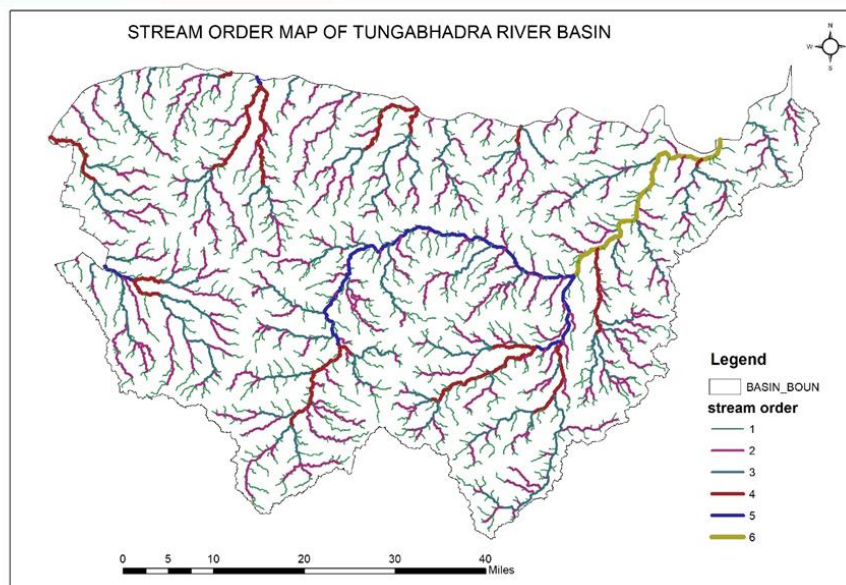 STREAM ORDER MAP OF TUNGABHADRA RIVER BASIN
N
W E
S
Legend
BASIN_BOUN
stream order
1
2
3
4
5
6
0 5 10 20 30 40
Miles